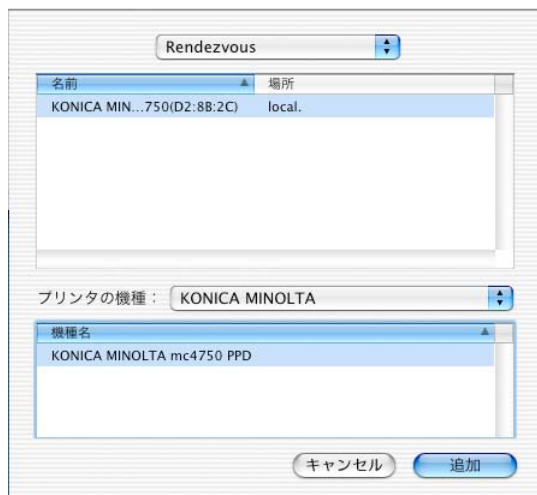 Rendezvous
名前 場所
KONICA MIN...750(D2:8B:2C) local.
プリンタの機種： KONICA MINOLTA
機種名
KONICA MINOLTA mc4750 PPD
キャンセル 追加